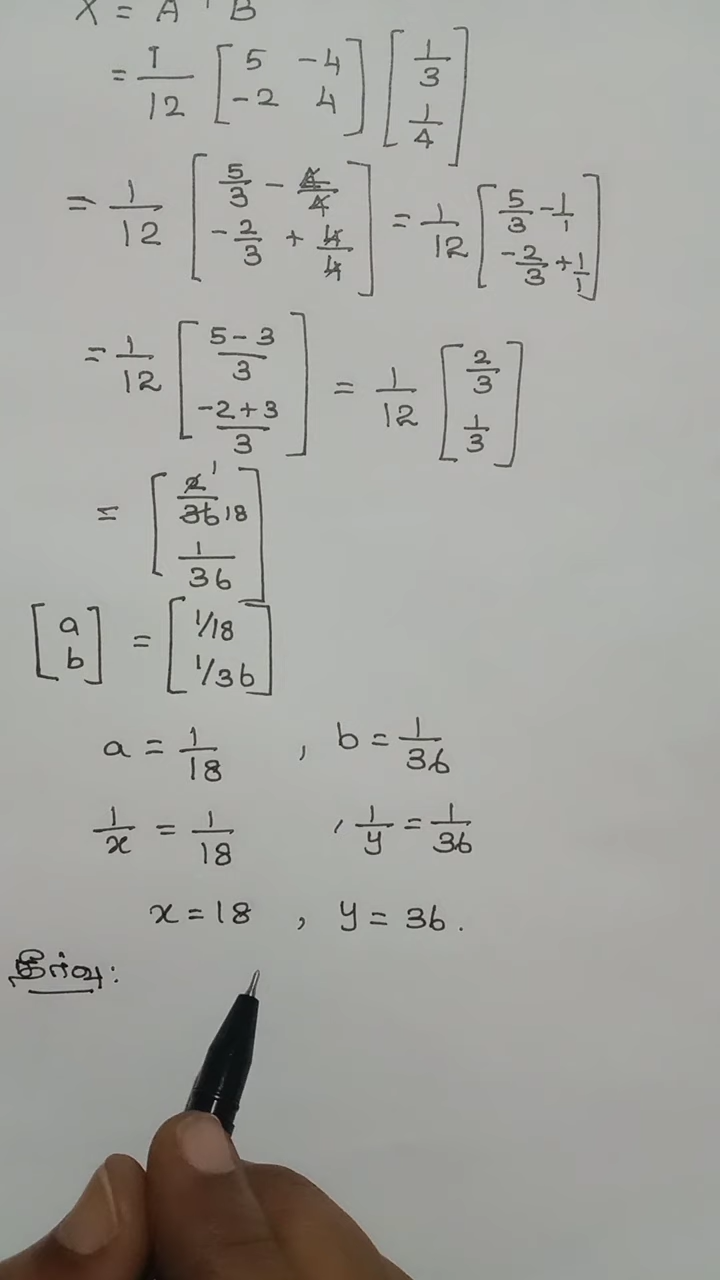 X = A⁻¹ B
= 1/12 [5 -4; -2 4] [1/3; 1/4]
= 1/12 [5/3 - 4/4; -2/3 + 4/4] = 1/12 [5/3 - 1/1; -2/3 + 1/1]
= 1/12 [5-3/3; -2+3/3] = 1/12 [2/3; 1/3]
= [2 1/36 18; 1/36]
[a; b] = [1/18; 1/36]
a = 1/18 , b = 1/36
1/x = 1/18 , 1/y = 1/36
x = 18 , y = 36.
தீர்வு: